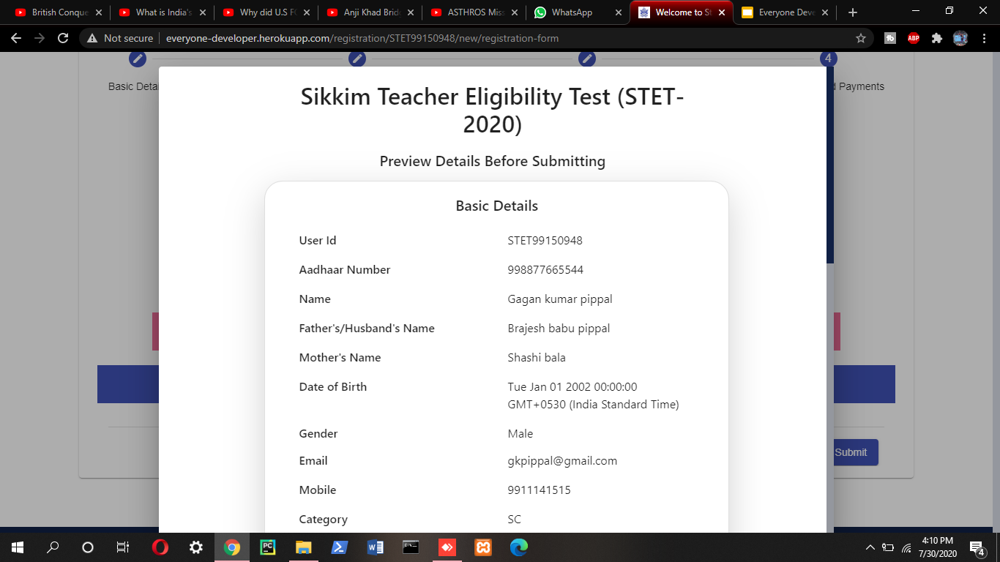 British Conque
What is India's
Why did U.S FO
Anji Khad Bridg
ASTHROS Miss
WhatsApp
Welcome to St
Everyone Deve
Not secure
everyone-developer.herokuapp.com/registration/STET99150948/new/registration-form
ABP
4
Basic Detai
d Payments
Sikkim Teacher Eligibility Test (STET-
2020)
Preview Details Before Submitting
Basic Details
User Id STET99150948
Aadhaar Number 998877665544
Name Gagan kumar pippal
Father's/Husband's Name Brajesh babu pippal
Mother's Name Shashi bala
Date of Birth Tue Jan 01 2002 00:00:00
GMT+0530 (India Standard Time)
Gender Male
Submit
Email gkpippal@gmail.com
Mobile 9911141515
Category SC
PC
4:10 PM
7/30/2020
4